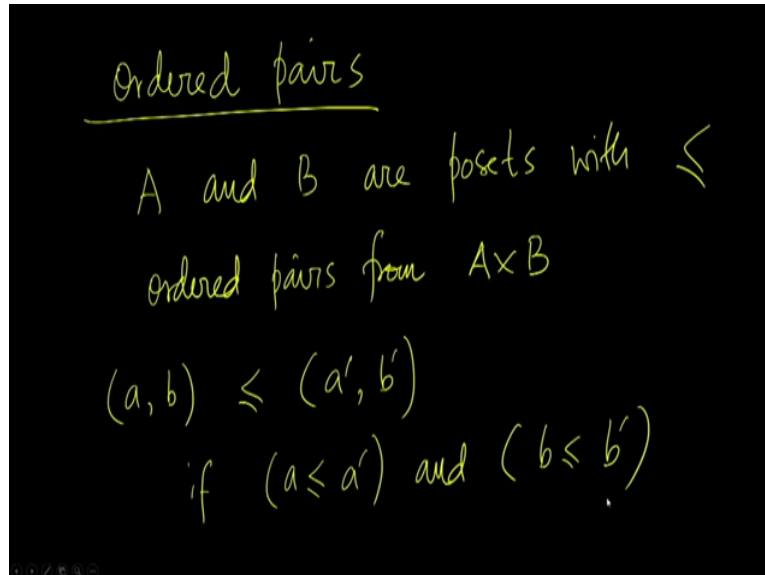 Ordered pairs
A and B are posets with ≤
ordered pairs from A×B
(a, b) ≤ (a′, b′)
if (a ≤ a′) and (b ≤ b′)